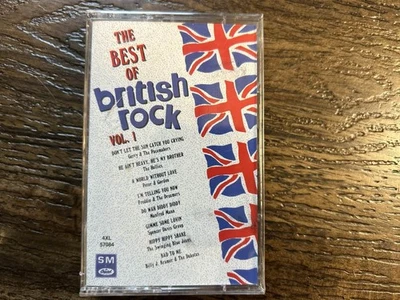 THE
BEST
OF
british
rock
VOL. 1
DON'T LET THE SUN CATCH YOU CRYING
Gerry & The Pacemakers
HE AIN'T HEAVY, HE'S MY BROTHER
The Hollies
A WORLD WITHOUT LOVE
Peter & Gordon
I'M TELLING YOU NOW
Freddie & The Dreamers
DO WAH DIDDY DIDDY
Manfred Mann
GIMME SOME LOVIN'
Spencer Davis Group
HIPPY HIPPY SHAKE
The Swinging Blue Jeans
BAD TO ME
Billy J. Kramer & The Dakotas
4XL
57084
SM